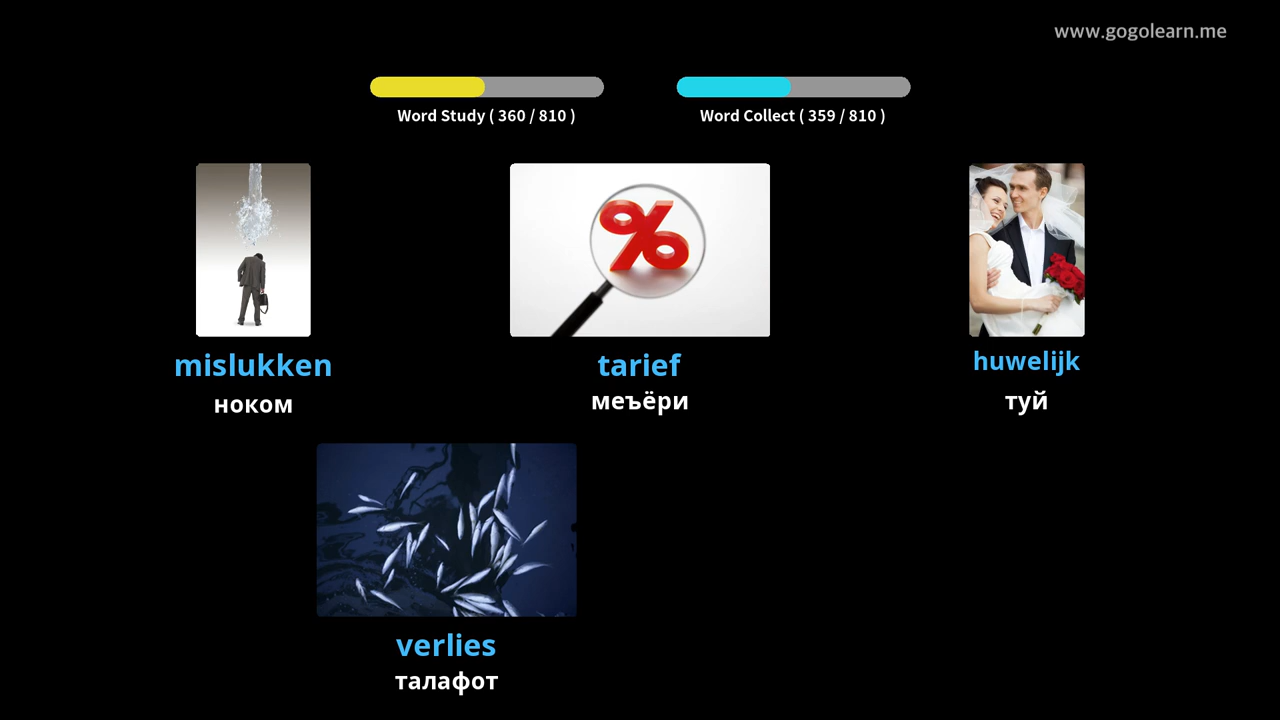 www.gogolearn.me
Word Study ( 360 / 810 )
Word Collect ( 359 / 810 )
%
mislukken
ноком
tarief
меъёри
huwelijk
туй
verlies
талафот